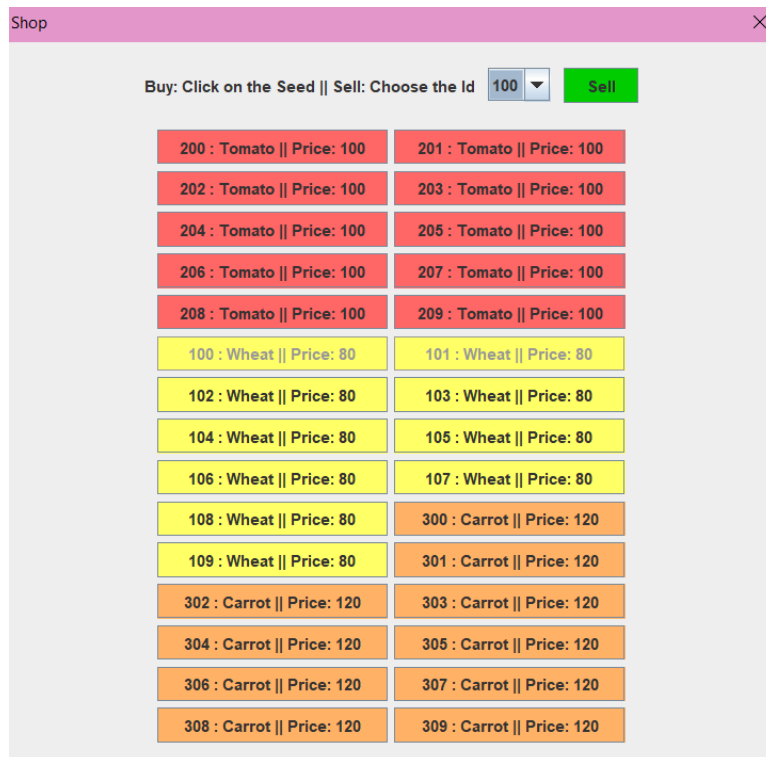 Shop
Buy: Click on the Seed || Sell: Choose the Id 100 Sell
200 : Tomato || Price: 100 201 : Tomato || Price: 100
202 : Tomato || Price: 100 203 : Tomato || Price: 100
204 : Tomato || Price: 100 205 : Tomato || Price: 100
206 : Tomato || Price: 100 207 : Tomato || Price: 100
208 : Tomato || Price: 100 209 : Tomato || Price: 100
100 : Wheat || Price: 80 101 : Wheat || Price: 80
102 : Wheat || Price: 80 103 : Wheat || Price: 80
104 : Wheat || Price: 80 105 : Wheat || Price: 80
106 : Wheat || Price: 80 107 : Wheat || Price: 80
108 : Wheat || Price: 80 300 : Carrot || Price: 120
109 : Wheat || Price: 80 301 : Carrot || Price: 120
302 : Carrot || Price: 120 303 : Carrot || Price: 120
304 : Carrot || Price: 120 305 : Carrot || Price: 120
306 : Carrot || Price: 120 307 : Carrot || Price: 120
308 : Carrot || Price: 120 309 : Carrot || Price: 120